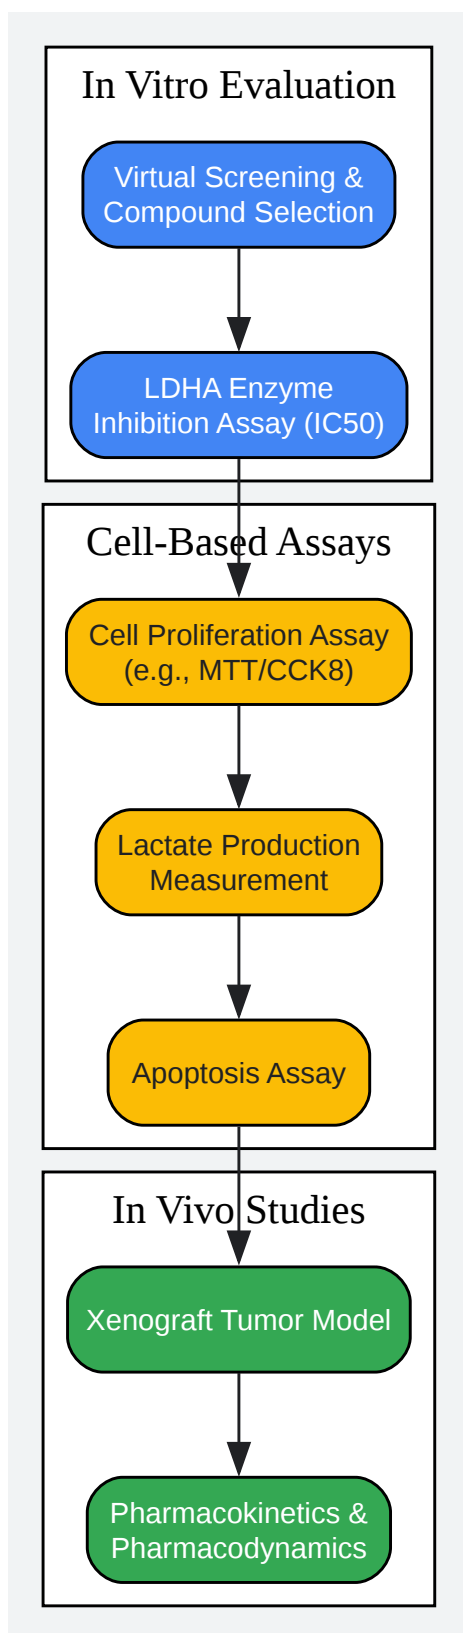 In Vitro Evaluation
Virtual Screening &
Compound Selection
LDHA Enzyme
Inhibition Assay (IC50)
Cell-Based Assays
Cell Proliferation Assay
(e.g., MTT/CCK8)
Lactate Production
Measurement
Apoptosis Assay
In Vivo Studies
Xenograft Tumor Model
Pharmacokinetics &
Pharmacodynamics